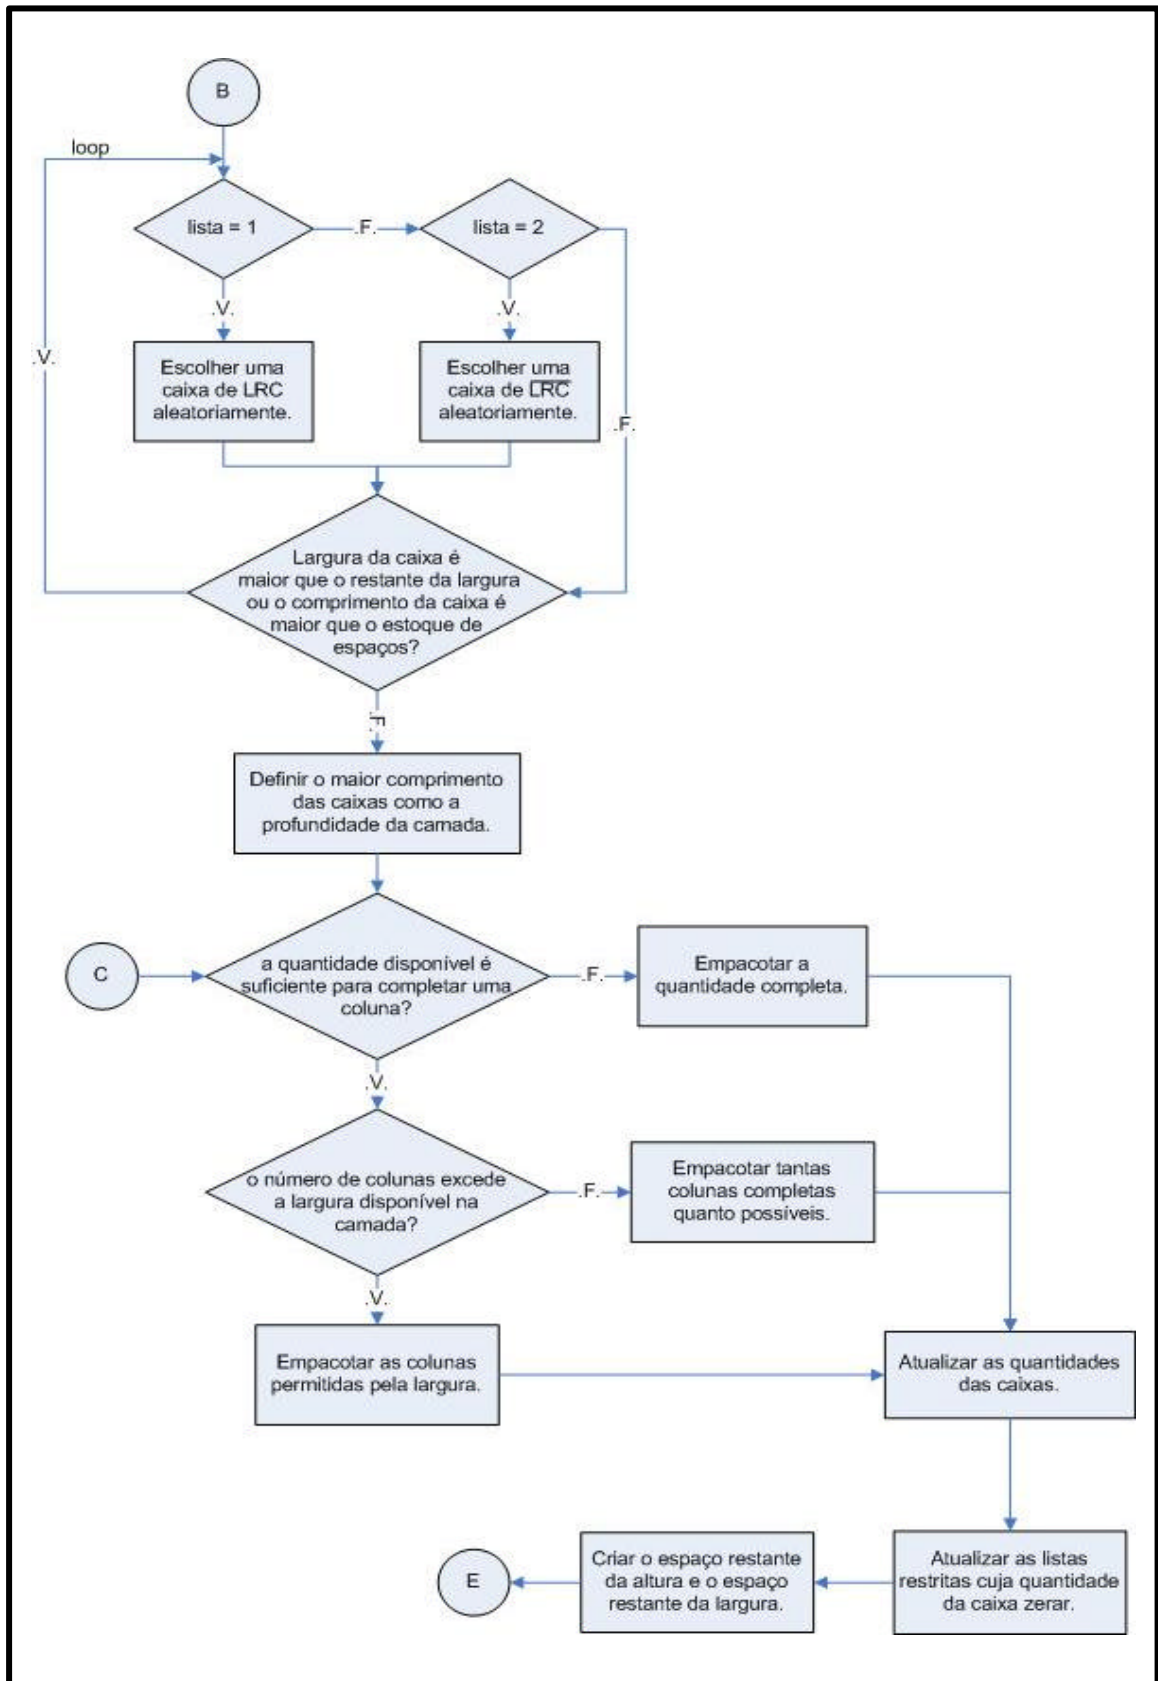 B
loop
lista = 1
.F.
lista = 2
.V.
.V.
.V.
Escolher uma
caixa de LRC
aleatoriamente.
Escolher uma
caixa de L̅R̅C̅
aleatoriamente.
.F.
Largura da caixa é
maior que o restante da largura
ou o comprimento da caixa é
maior que o estoque de
espaços?
.F.
Definir o maior comprimento
das caixas como a
profundidade da camada.
C
a quantidade disponível é
suficiente para completar uma
coluna?
.F.
Empacotar a
quantidade completa.
.V.
o número de colunas excede
a largura disponível na
camada?
.F.
Empacotar tantas
colunas completas
quanto possíveis.
.V.
Empacotar as colunas
permitidas pela largura.
Atualizar as quantidades
das caixas.
E
Criar o espaço restante
da altura e o espaço
restante da largura.
Atualizar as listas
restritas cuja quantidade
da caixa zerar.